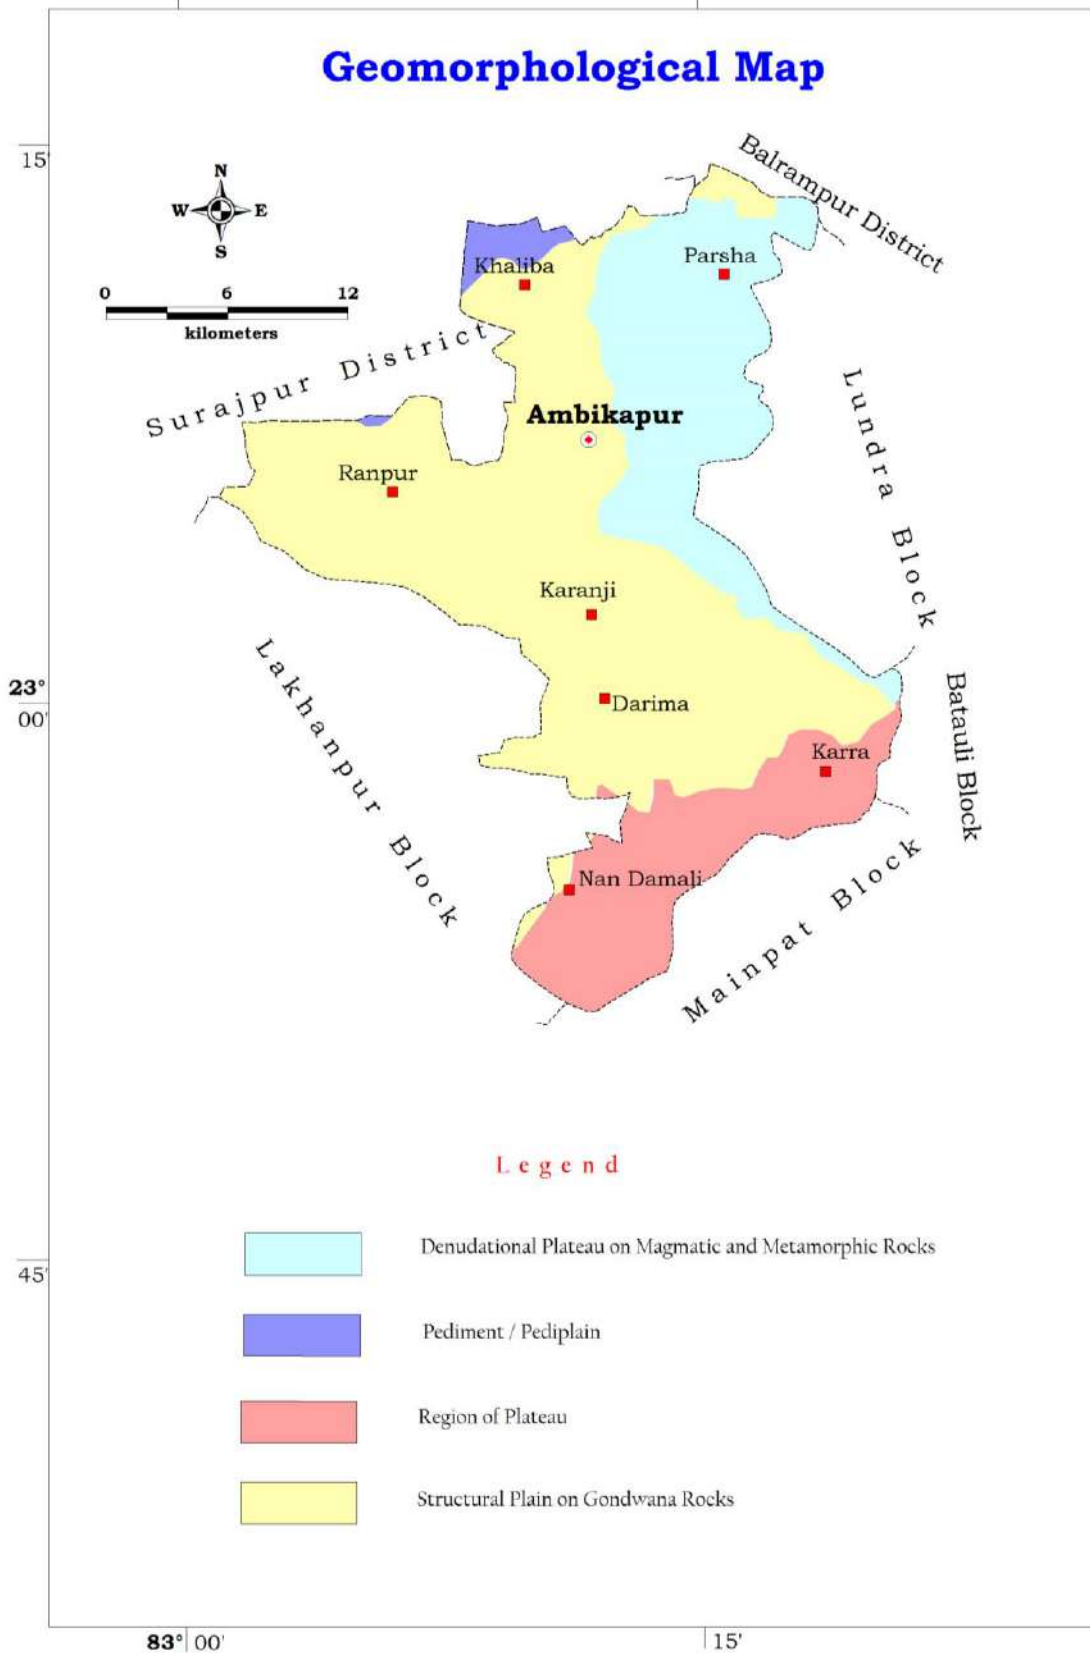 Geomorphological Map
15'
N
W E
S
0 6 12
kilometers
Balrampur District
Khaliba
Parsha
Surajpur District
Lundra Block
Ambikapur
Ranpur
Karanji
Lakhanpur Block
23°
00'
Darima
Batauli Block
Karra
Nan Damali
Mainpat Block
Legend
Denudational Plateau on Magmatic and Metamorphic Rocks
45'
Pediment / Pediplain
Region of Plateau
Structural Plain on Gondwana Rocks
83° 00' 15'